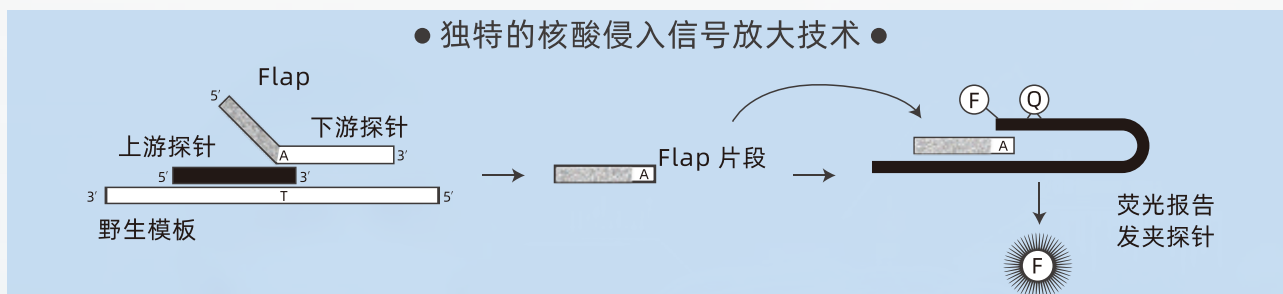 ● 独特的核酸侵入信号放大技术 ●
Flap
5′
下游探针
上游探针
A
3′
5′
3′
3′
T
5′
野生模板
A
Flap 片段
F
Q
A
荧光报告
发夹探针
F